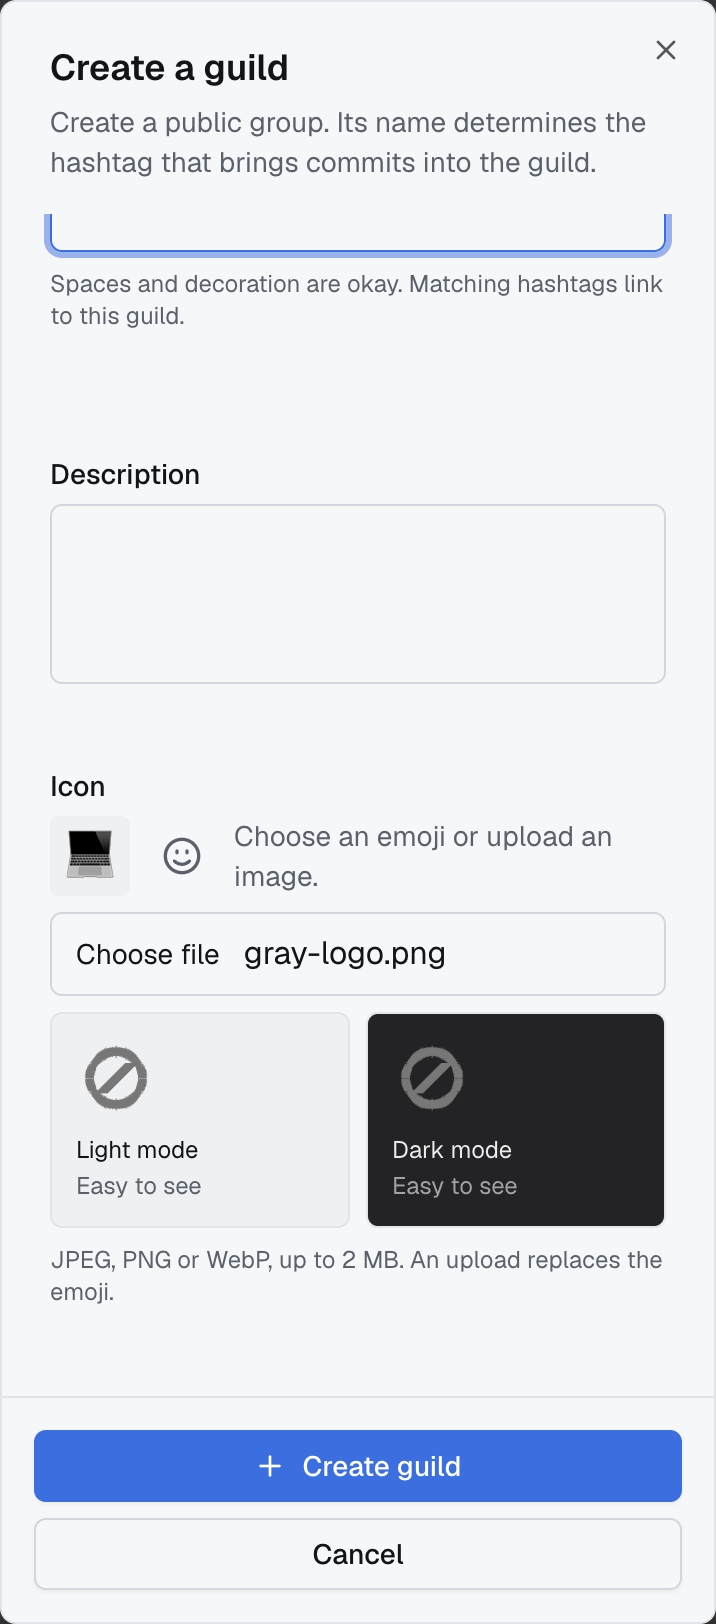 Create a guild
Create a public group. Its name determines the
hashtag that brings commits into the guild.
Spaces and decoration are okay. Matching hashtags link
to this guild.
Description
Icon
Choose an emoji or upload an
image.
Choose file gray-logo.png
Light mode
Easy to see
Dark mode
Easy to see
JPEG, PNG or WebP, up to 2 MB. An upload replaces the
emoji.
Create guild
Cancel